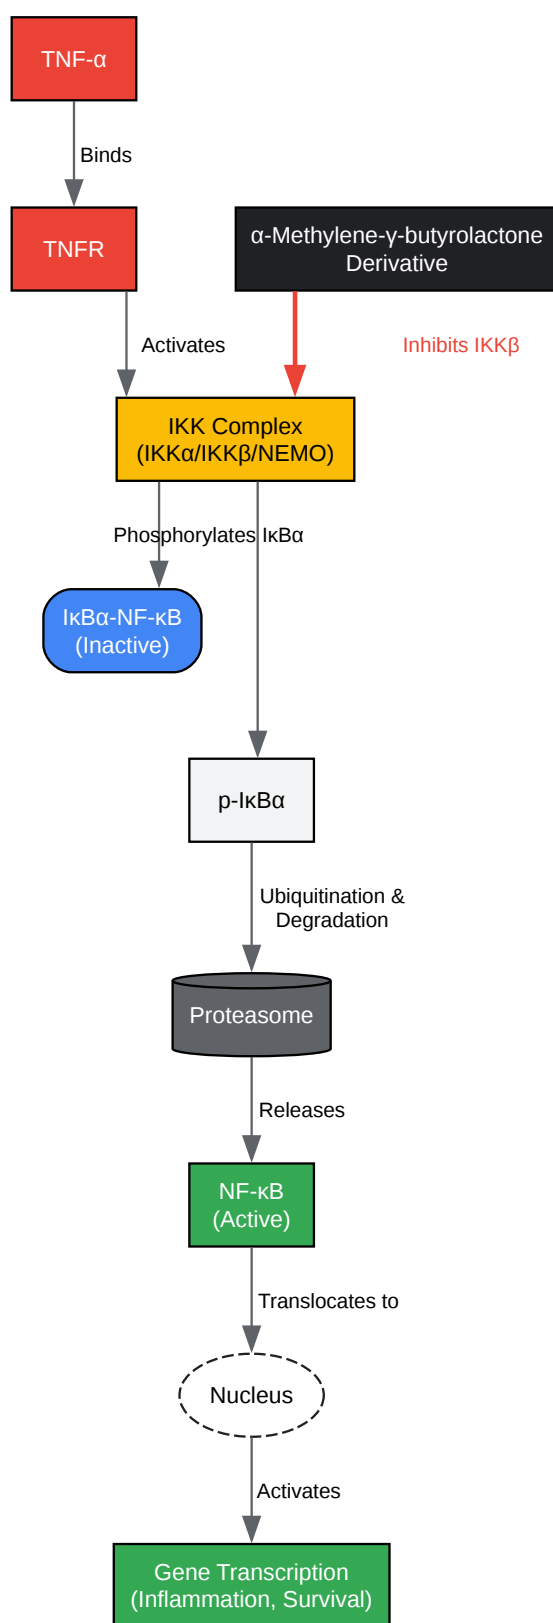 TNF-α
Binds
TNFR
α-Methylene-γ-butyrolactone
Derivative
Activates
Inhibits IKKβ
IKK Complex
(IKKα/IKKβ/NEMO)
Phosphorylates IκBα
IκBα-NF-κB
(Inactive)
p-IκBα
Ubiquitination &
Degradation
Proteasome
Releases
NF-κB
(Active)
Translocates to
Nucleus
Activates
Gene Transcription
(Inflammation, Survival)